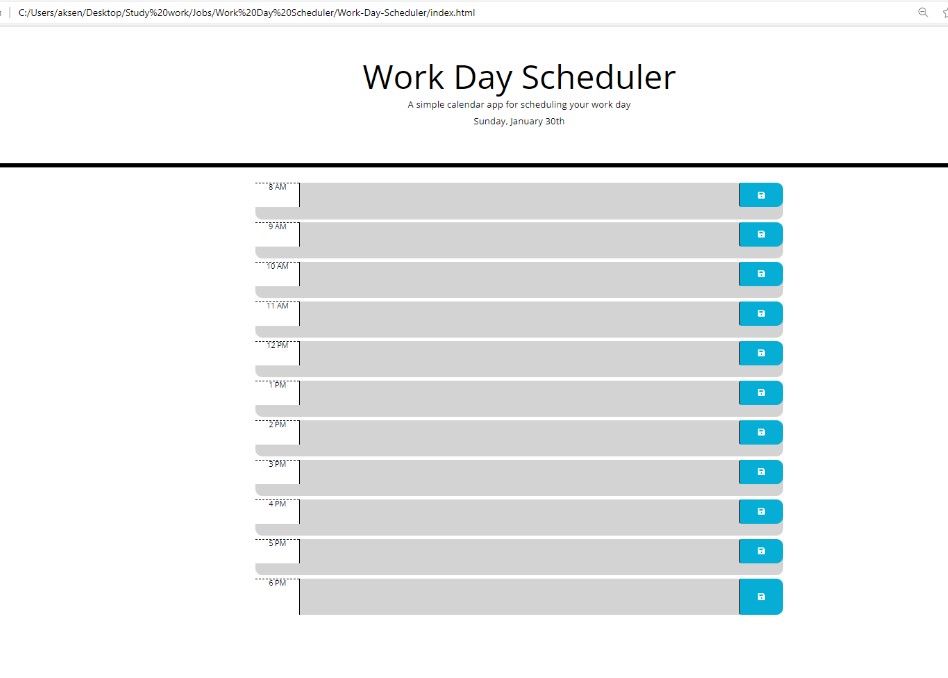 C:/Users/aksen/Desktop/Study%20work/Jobs/Work%20Day%20Scheduler/Work-Day-Scheduler/index.html
Work Day Scheduler
A simple calendar app for scheduling your work day
Sunday, January 30th
8 AM
9 AM
10 AM
11 AM
12 PM
1 PM
2 PM
3 PM
4 PM
5 PM
6 PM